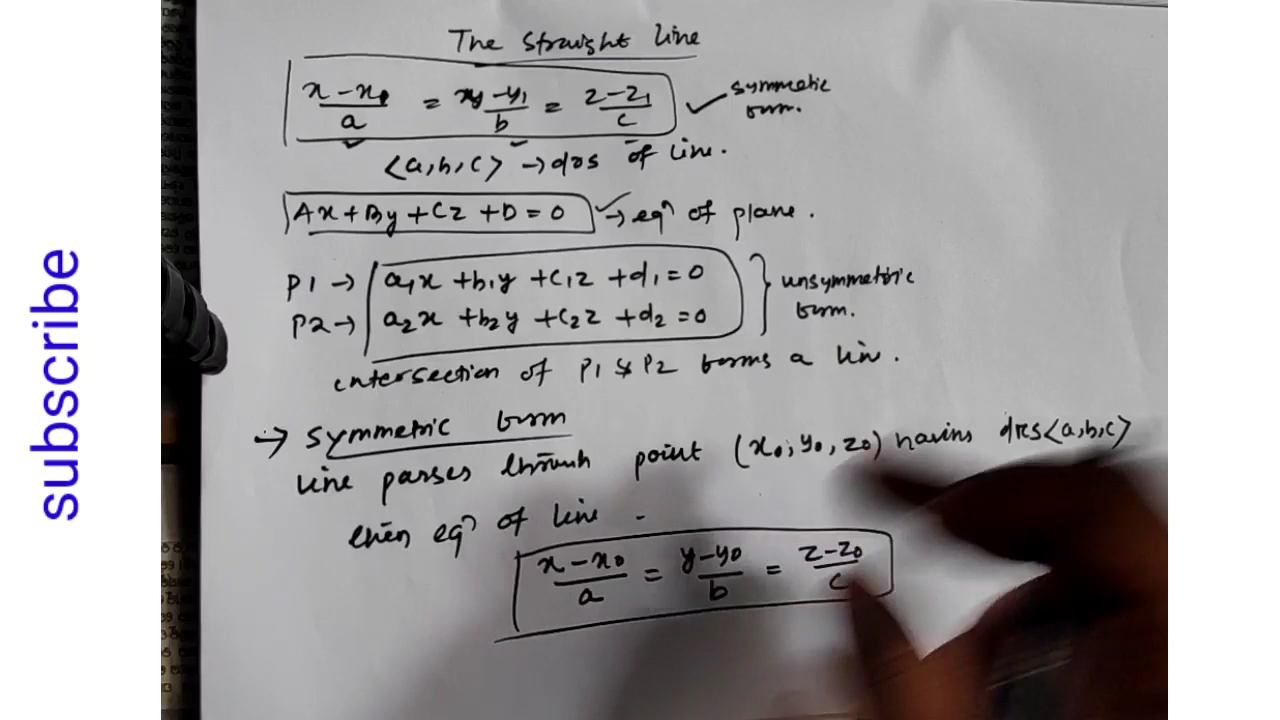 The straight line
x - x0 / a = xy - y1 / b = z - z1 / c symmetric form.
<a,b,c> → drs of line.
Ax + By + Cz + D = 0 → eqn of plane.
P1 → a1x + b1y + c1z + d1 = 0
P2 → a2x + b2y + c2z + d2 = 0
unsymmetric form.
intersection of P1 & P2 forms a line.
→ Symmetric form
line passes through point (x0, y0, z0) having drs <a,b,c>
then eqn of line -
x - x0 / a = y - y0 / b = z - z0 / c
subscribe